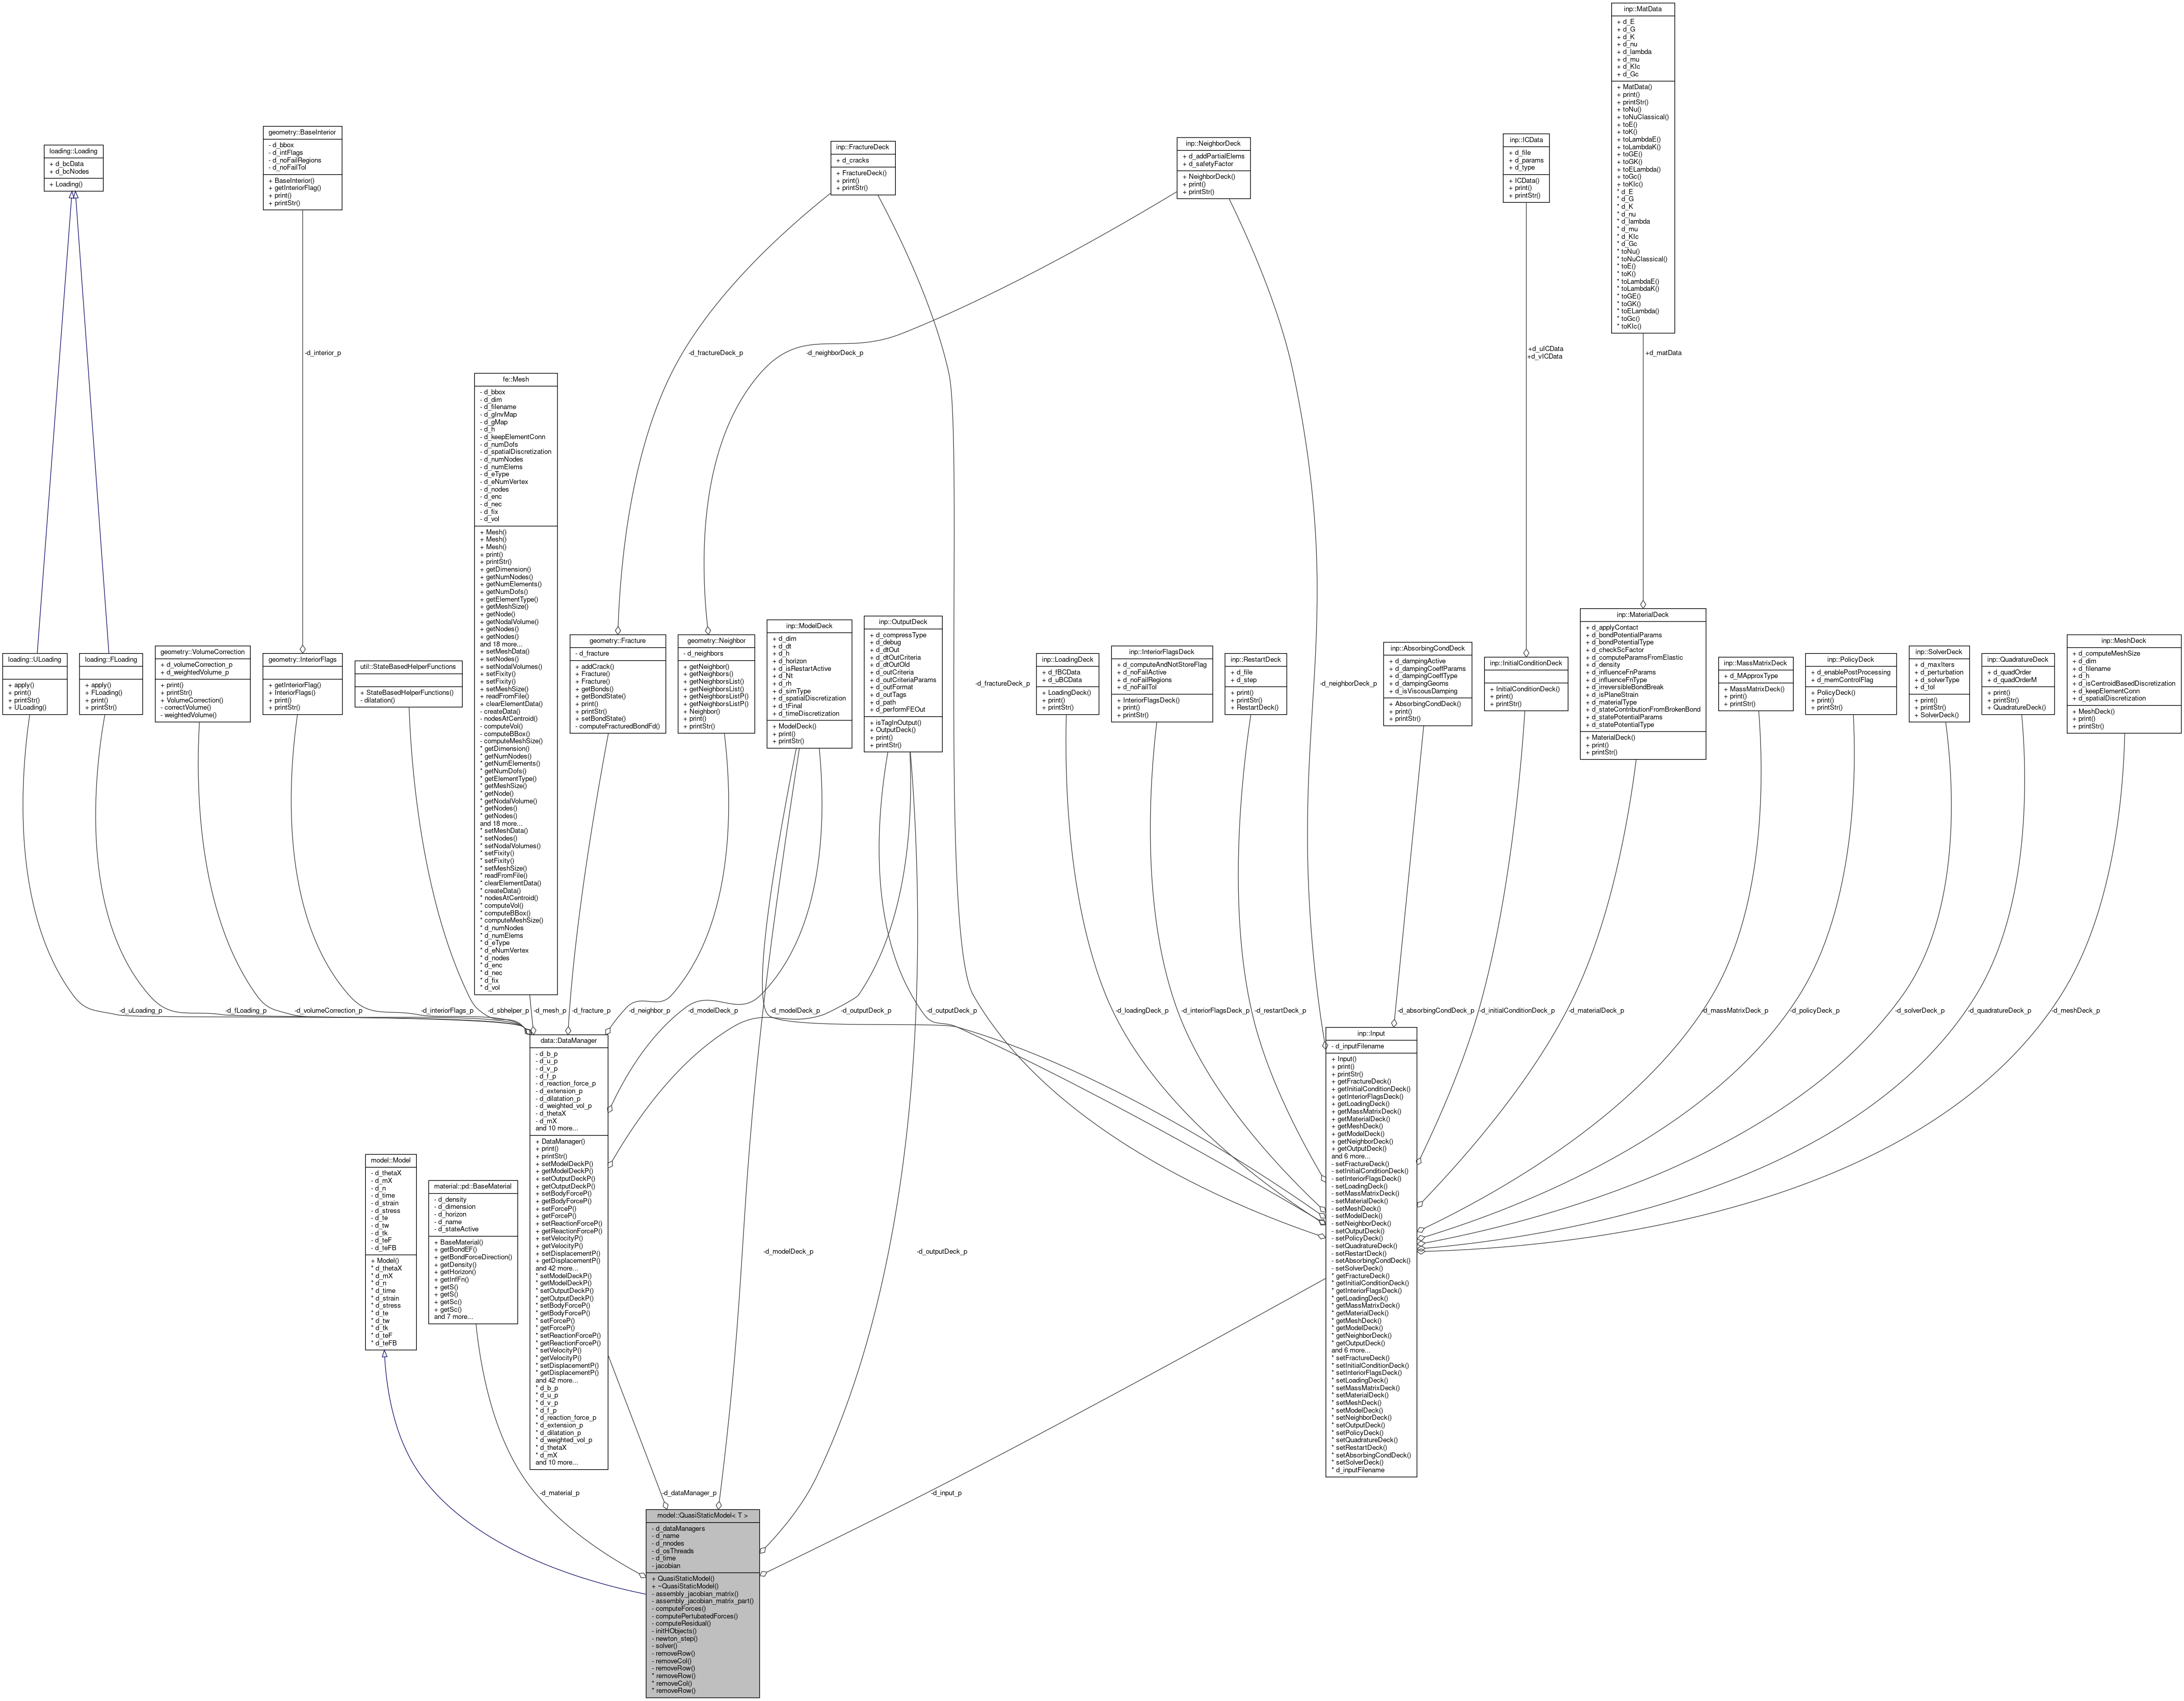 inp::MatData
+ d_E
+ d_G
+ d_K
+ d_nu
+ d_lambda
+ d_mu
+ d_KIc
+ d_Gc
+ MatData()
+ print()
+ printStr()
+ toNu()
+ toNuClassical()
+ toE()
+ toK()
+ toLambdaE()
+ toLambdaK()
+ toGE()
+ toGK()
+ toELambda()
+ toGc()
+ toKIc()
* d_E
* d_G
* d_K
* d_nu
* d_lambda
* d_mu
* d_KIc
* d_Gc
* toNu()
* toNuClassical()
* toE()
* toK()
* toLambdaE()
* toLambdaK()
* toGE()
* toGK()
* toELambda()
* toGc()
* toKIc()
loading::Loading
+ d_bcData
+ d_bcNodes
+ Loading()
geometry::BaseInterior
- d_bbox
- d_intFlags
- d_noFailRegions
- d_noFailTol
+ BaseInterior()
+ getInteriorFlag()
+ print()
+ printStr()
inp::FractureDeck
+ d_cracks
+ FractureDeck()
+ print()
+ printStr()
inp::NeighborDeck
+ d_addPartialElems
+ d_safetyFactor
+ NeighborDeck()
+ print()
+ printStr()
inp::ICData
+ d_file
+ d_params
+ d_type
+ ICData()
+ print()
+ printStr()
-d_interior_p
-d_fractureDeck_p
-d_neighborDeck_p
+d_uICData
+d_vICData
+d_matData
fe::Mesh
- d_bbox
- d_dim
- d_filename
- d_gInvMap
- d_gMap
- d_h
- d_keepElementConn
- d_numDofs
- d_spatialDiscretization
- d_numNodes
- d_numElems
- d_eType
- d_eNumVertex
- d_nodes
- d_enc
- d_nec
- d_fix
- d_vol
+ Mesh()
+ Mesh()
+ Mesh()
+ print()
+ printStr()
+ getDimension()
+ getNumNodes()
+ getNumElements()
+ getNumDofs()
+ getElementType()
+ getMeshSize()
+ getNode()
+ getNodalVolume()
+ getNodes()
+ getNodes()
and 18 more...
+ setMeshData()
+ setNodes()
+ setNodalVolumes()
+ setFixity()
+ setFixity()
+ setMeshSize()
+ readFromFile()
+ clearElementData()
- createData()
- nodesAtCentroid()
- computeVol()
- computeBBox()
- computeMeshSize()
* getDimension()
* getNumNodes()
* getNumElements()
* getNumDofs()
* getElementType()
* getMeshSize()
* getNode()
* getNodalVolume()
* getNodes()
* getNodes()
and 18 more...
* setMeshData()
* setNodes()
* setNodalVolumes()
* setFixity()
* setFixity()
* setMeshSize()
* readFromFile()
* clearElementData()
* createData()
* nodesAtCentroid()
* computeVol()
* computeBBox()
* computeMeshSize()
* d_numNodes
* d_numElems
* d_eType
* d_eNumVertex
* d_nodes
* d_enc
* d_nec
* d_fix
* d_vol
loading::ULoading
+ apply()
+ print()
+ printStr()
+ ULoading()
loading::FLoading
+ apply()
+ FLoading()
+ print()
+ printStr()
geometry::VolumeCorrection
+ d_volumeCorrection_p
+ d_weightedVolume_p
+ print()
+ printStr()
+ VolumeCorrection()
- correctVolume()
- weightedVolume()
geometry::InteriorFlags
+ getInteriorFlag()
+ InteriorFlags()
+ print()
+ printStr()
util::StateBasedHelperFunctions
+ StateBasedHelperFunctions()
- dilatation()
geometry::Fracture
- d_fracture
+ addCrack()
+ Fracture()
+ Fracture()
+ getBonds()
+ getBondState()
+ print()
+ printStr()
+ setBondState()
- computeFracturedBondFd()
geometry::Neighbor
- d_neighbors
+ getNeighbor()
+ getNeighbors()
+ getNeighborsList()
+ getNeighborsList()
+ getNeighborsListP()
+ getNeighborsListP()
+ Neighbor()
+ print()
+ printStr()
inp::ModelDeck
+ d_dim
+ d_dt
+ d_h
+ d_horizon
+ d_isRestartActive
+ d_Nt
+ d_rh
+ d_simType
+ d_spatialDiscretization
+ d_tFinal
+ d_timeDiscretization
+ ModelDeck()
+ print()
+ printStr()
inp::OutputDeck
+ d_compressType
+ d_debug
+ d_dtOut
+ d_dtOutCriteria
+ d_dtOutOld
+ d_outCriteria
+ d_outCriteriaParams
+ d_outFormat
+ d_outTags
+ d_path
+ d_performFEOut
+ isTagInOutput()
+ OutputDeck()
+ print()
+ printStr()
-d_fractureDeck_p
inp::LoadingDeck
+ d_fBCData
+ d_uBCData
+ LoadingDeck()
+ print()
+ printStr()
inp::InteriorFlagsDeck
+ d_computeAndNotStoreFlag
+ d_noFailActive
+ d_noFailRegions
+ d_noFailTol
+ InteriorFlagsDeck()
+ print()
+ printStr()
inp::RestartDeck
+ d_file
+ d_step
+ print()
+ printStr()
+ RestartDeck()
-d_neighborDeck_p
inp::AbsorbingCondDeck
+ d_dampingActive
+ d_dampingCoeffParams
+ d_dampingCoeffType
+ d_dampingGeoms
+ d_isViscousDamping
+ AbsorbingCondDeck()
+ print()
+ printStr()
inp::InitialConditionDeck
+ InitialConditionDeck()
+ print()
+ printStr()
inp::MaterialDeck
+ d_applyContact
+ d_bondPotentialParams
+ d_bondPotentialType
+ d_checkScFactor
+ d_computeParamsFromElastic
+ d_density
+ d_influenceFnParams
+ d_influenceFnType
+ d_irreversibleBondBreak
+ d_isPlaneStrain
+ d_materialType
+ d_stateContributionFromBrokenBond
+ d_statePotentialParams
+ d_statePotentialType
+ MaterialDeck()
+ print()
+ printStr()
inp::MassMatrixDeck
+ d_MApproxType
+ MassMatrixDeck()
+ print()
+ printStr()
inp::PolicyDeck
+ d_enablePostProcessing
+ d_memControlFlag
+ PolicyDeck()
+ print()
+ printStr()
inp::SolverDeck
+ d_maxIters
+ d_perturbation
+ d_solverType
+ d_tol
+ print()
+ printStr()
+ SolverDeck()
inp::QuadratureDeck
+ d_quadOrder
+ d_quadOrderM
+ print()
+ printStr()
+ QuadratureDeck()
inp::MeshDeck
+ d_computeMeshSize
+ d_dim
+ d_filename
+ d_h
+ d_isCentroidBasedDiscretization
+ d_keepElementConn
+ d_spatialDiscretization
+ MeshDeck()
+ print()
+ printStr()
-d_uLoading_p
-d_fLoading_p
-d_volumeCorrection_p
-d_interiorFlags_p
-d_sbhelper_p
-d_mesh_p
-d_fracture_p
-d_neighbor_p
-d_modelDeck_p
-d_modelDeck_p
-d_outputDeck_p
-d_outputDeck_p
-d_loadingDeck_p
-d_interiorFlagsDeck_p
-d_restartDeck_p
-d_absorbingCondDeck_p
-d_initialConditionDeck_p
-d_materialDeck_p
-d_massMatrixDeck_p
-d_policyDeck_p
-d_solverDeck_p
-d_quadratureDeck_p
-d_meshDeck_p
data::DataManager
- d_b_p
- d_u_p
- d_v_p
- d_f_p
- d_reaction_force_p
- d_extension_p
- d_dilatation_p
- d_weighted_vol_p
- d_thetaX
- d_mX
and 10 more...
+ DataManager()
+ print()
+ printStr()
+ setModelDeckP()
+ getModelDeckP()
+ setOutputDeckP()
+ getOutputDeckP()
+ setBodyForceP()
+ getBodyForceP()
+ setForceP()
+ getForceP()
+ setReactionForceP()
+ getReactionForceP()
+ setVelocityP()
+ getVelocityP()
+ setDisplacementP()
+ getDisplacementP()
and 42 more...
* setModelDeckP()
* getModelDeckP()
* setOutputDeckP()
* getOutputDeckP()
* setBodyForceP()
* getBodyForceP()
* setForceP()
* getForceP()
* setReactionForceP()
* getReactionForceP()
* setVelocityP()
* getVelocityP()
* setDisplacementP()
* getDisplacementP()
and 42 more...
* d_b_p
* d_u_p
* d_v_p
* d_f_p
* d_reaction_force_p
* d_extension_p
* d_dilatation_p
* d_weighted_vol_p
* d_thetaX
* d_mX
and 10 more...
inp::Input
- d_inputFilename
+ Input()
+ print()
+ printStr()
+ getFractureDeck()
+ getInitialConditionDeck()
+ getInteriorFlagsDeck()
+ getLoadingDeck()
+ getMassMatrixDeck()
+ getMaterialDeck()
+ getMeshDeck()
+ getModelDeck()
+ getNeighborDeck()
+ getOutputDeck()
and 6 more...
- setFractureDeck()
- setInitialConditionDeck()
- setInteriorFlagsDeck()
- setLoadingDeck()
- setMassMatrixDeck()
- setMaterialDeck()
- setMeshDeck()
- setModelDeck()
- setNeighborDeck()
- setOutputDeck()
- setPolicyDeck()
- setQuadratureDeck()
- setRestartDeck()
- setAbsorbingCondDeck()
- setSolverDeck()
* getFractureDeck()
* getInitialConditionDeck()
* getInteriorFlagsDeck()
* getLoadingDeck()
* getMassMatrixDeck()
* getMaterialDeck()
* getMeshDeck()
* getModelDeck()
* getNeighborDeck()
* getOutputDeck()
and 6 more...
* setFractureDeck()
* setInitialConditionDeck()
* setInteriorFlagsDeck()
* setLoadingDeck()
* setMassMatrixDeck()
* setMaterialDeck()
* setMeshDeck()
* setModelDeck()
* setNeighborDeck()
* setOutputDeck()
* setPolicyDeck()
* setQuadratureDeck()
* setRestartDeck()
* setAbsorbingCondDeck()
* setSolverDeck()
* d_inputFilename
model::Model
- d_thetaX
- d_mX
- d_n
- d_time
- d_strain
- d_stress
- d_te
- d_tw
- d_tk
- d_teF
- d_teFB
+ Model()
* d_thetaX
* d_mX
* d_n
* d_time
* d_strain
* d_stress
* d_te
* d_tw
* d_tk
* d_teF
* d_teFB
material::pd::BaseMaterial
- d_density
- d_dimension
- d_horizon
- d_name
- d_stateActive
+ BaseMaterial()
+ getBondEF()
+ getBondForceDirection()
+ getDensity()
+ getHorizon()
+ getInfFn()
+ getS()
+ getS()
+ getSc()
+ getSc()
and 7 more...
-d_modelDeck_p
-d_outputDeck_p
-d_material_p
-d_dataManager_p
-d_input_p
model::QuasiStaticModel< T >
- d_dataManagers
- d_name
- d_nnodes
- d_osThreads
- d_time
- jacobian
+ QuasiStaticModel()
+ ~QuasiStaticModel()
- assembly_jacobian_matrix()
- assembly_jacobian_matrix_part()
- computeForces()
- computePertubatedForces()
- computeResidual()
- initHObjects()
- newton_step()
- solver()
- removeRow()
- removeCol()
- removeRow()
* removeRow()
* removeCol()
* removeRow()